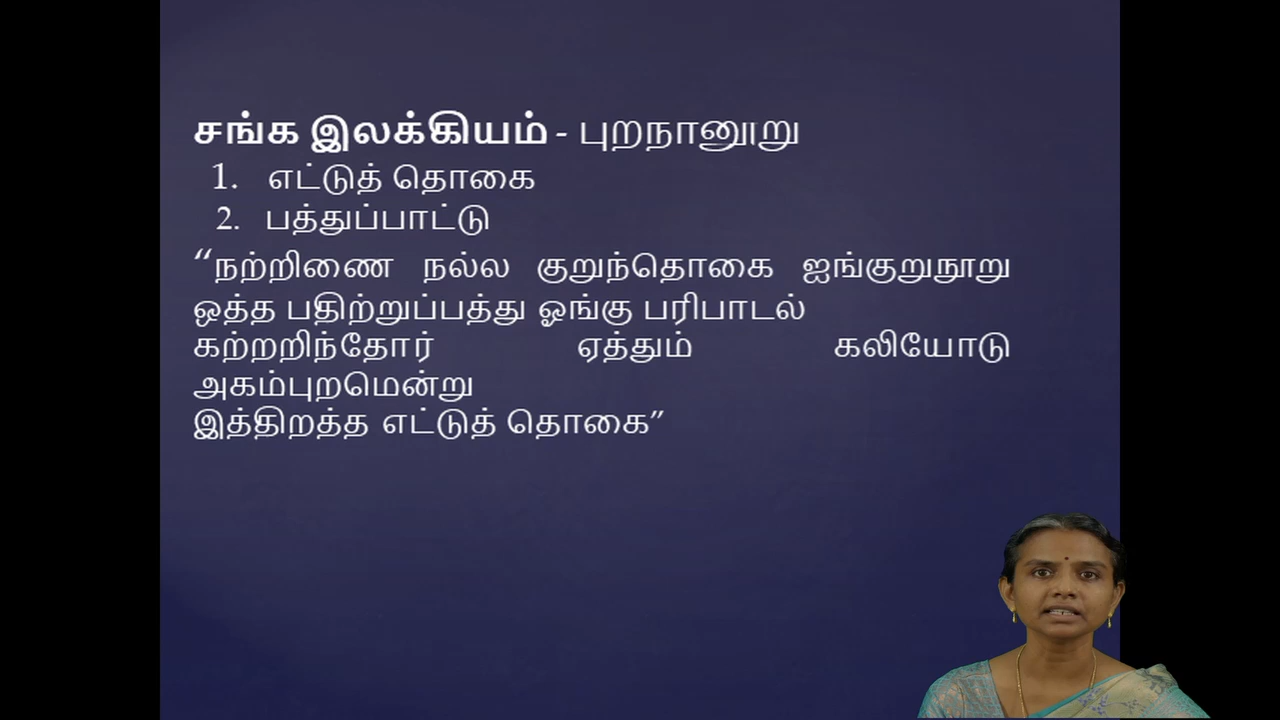 சங்க இலக்கியம் - புறநானூறு
1. எட்டுத் தொகை
2. பத்துப்பாட்டு
“நற்றிணை நல்ல குறுந்தொகை ஐங்குறுநூறு
ஒத்த பதிற்றுப்பத்து ஓங்கு பரிபாடல்
கற்றறிந்தோர் ஏத்தும் கலியோடு
அகம்புறமென்று
இத்திறத்த எட்டுத் தொகை”